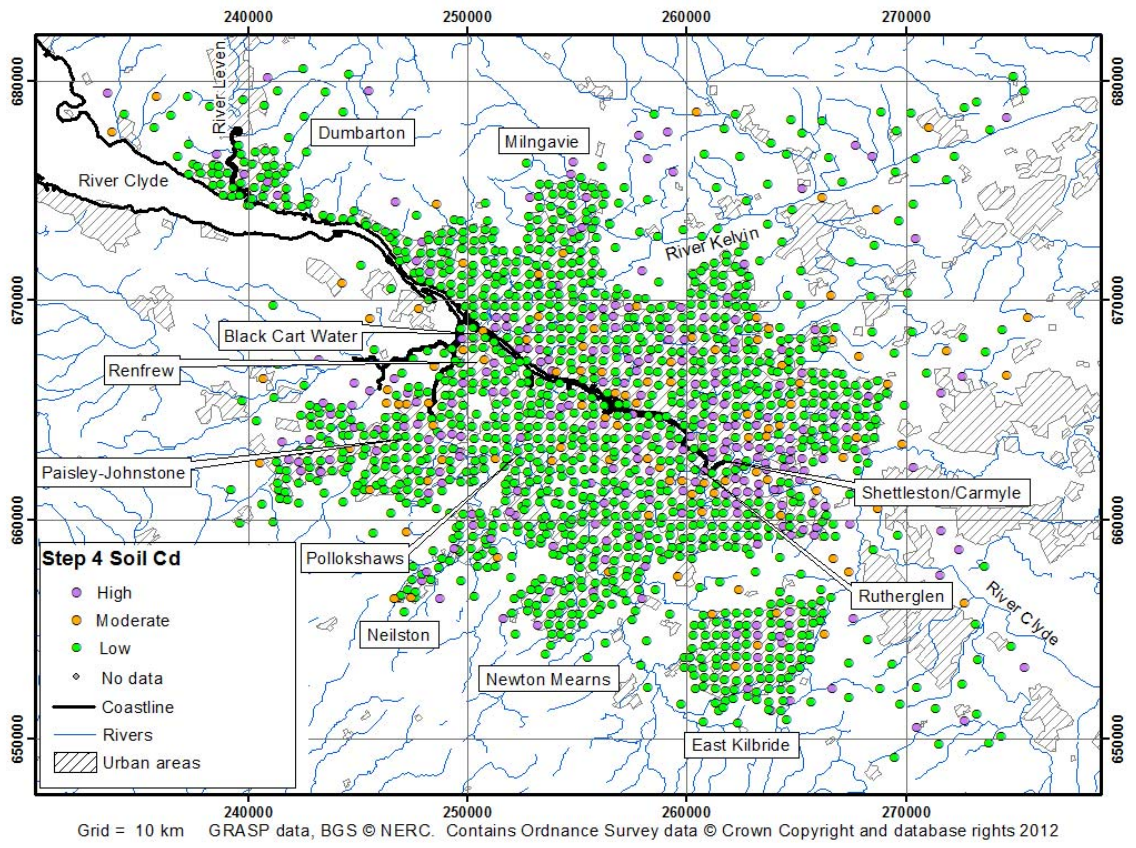 240000 250000 260000 270000
680000 680000
River Leven
Dumbarton
Milngavie
River Clyde
River Kelvin
670000 670000
Black Cart Water
Renfrew
Paisley-Johnstone
Shettleston/Carmyle
660000 660000
Pollokshaws
Rutherglen
River Clyde
Neilston
Newton Mearns
East Kilbride
650000 650000
Step 4 Soil Cd
High
Moderate
Low
No data
Coastline
Rivers
Urban areas
240000 250000 260000 270000
Grid = 10 km GRASP data, BGS © NERC. Contains Ordnance Survey data © Crown Copyright and database rights 2012